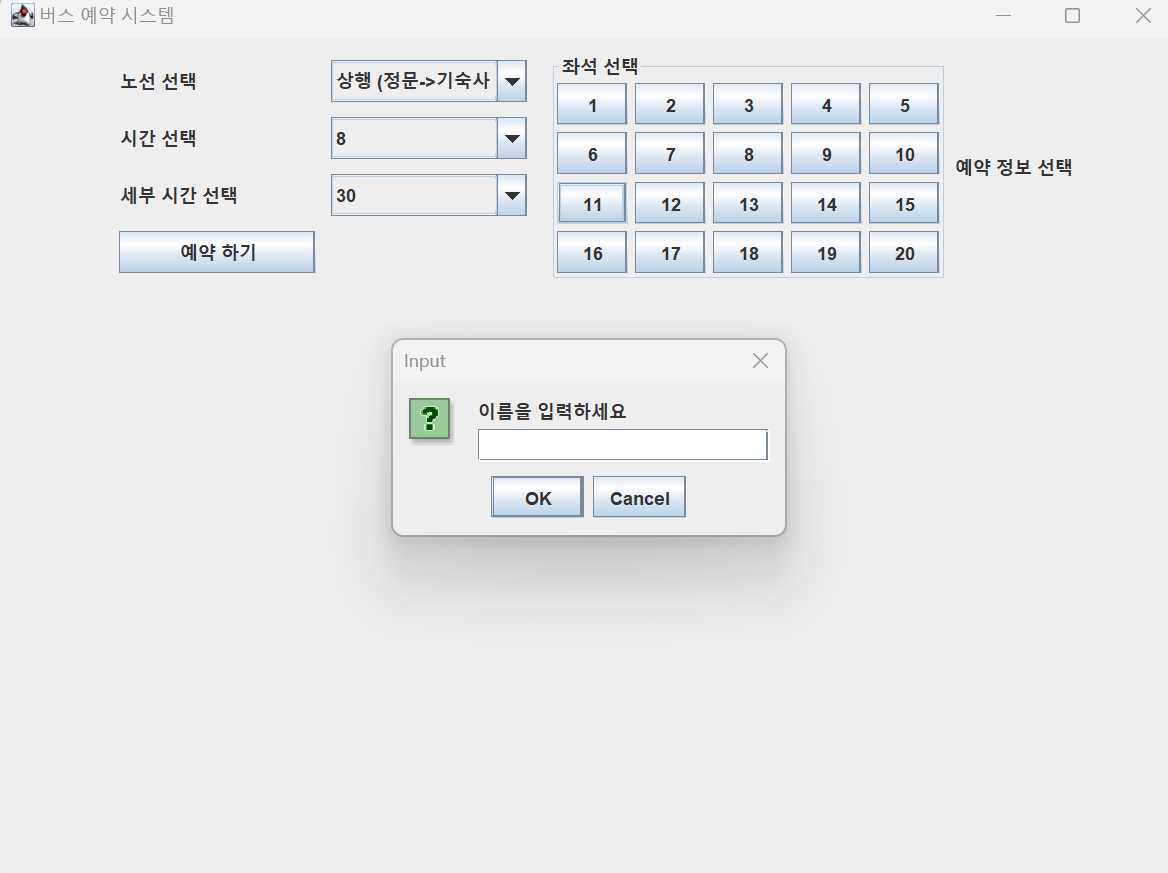 버스 예약 시스템
노선 선택
상행 (정문->기숙사
시간 선택
8
세부 시간 선택
30
예약 하기
좌석 선택
1 2 3 4 5
6 7 8 9 10
11 12 13 14 15
16 17 18 19 20
예약 정보 선택
Input
?
이름을 입력하세요
OK Cancel